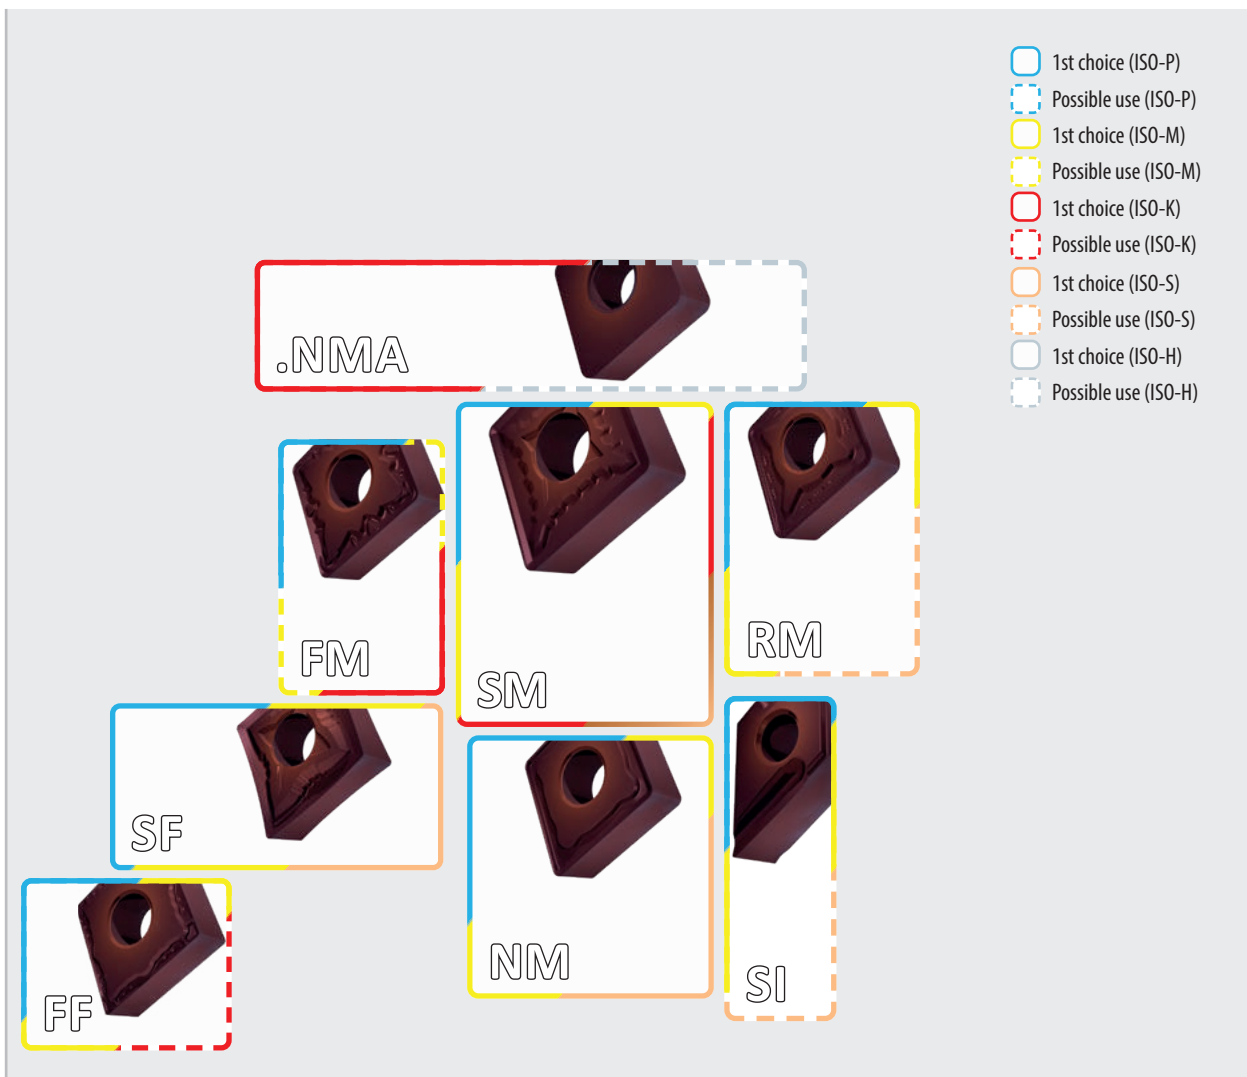 1st choice (ISO-P)
Possible use (ISO-P)
1st choice (ISO-M)
Possible use (ISO-M)
1st choice (ISO-K)
Possible use (ISO-K)
1st choice (ISO-S)
Possible use (ISO-S)
1st choice (ISO-H)
Possible use (ISO-H)
.NMA
FM
SM
RM
SF
NM
SI
FF